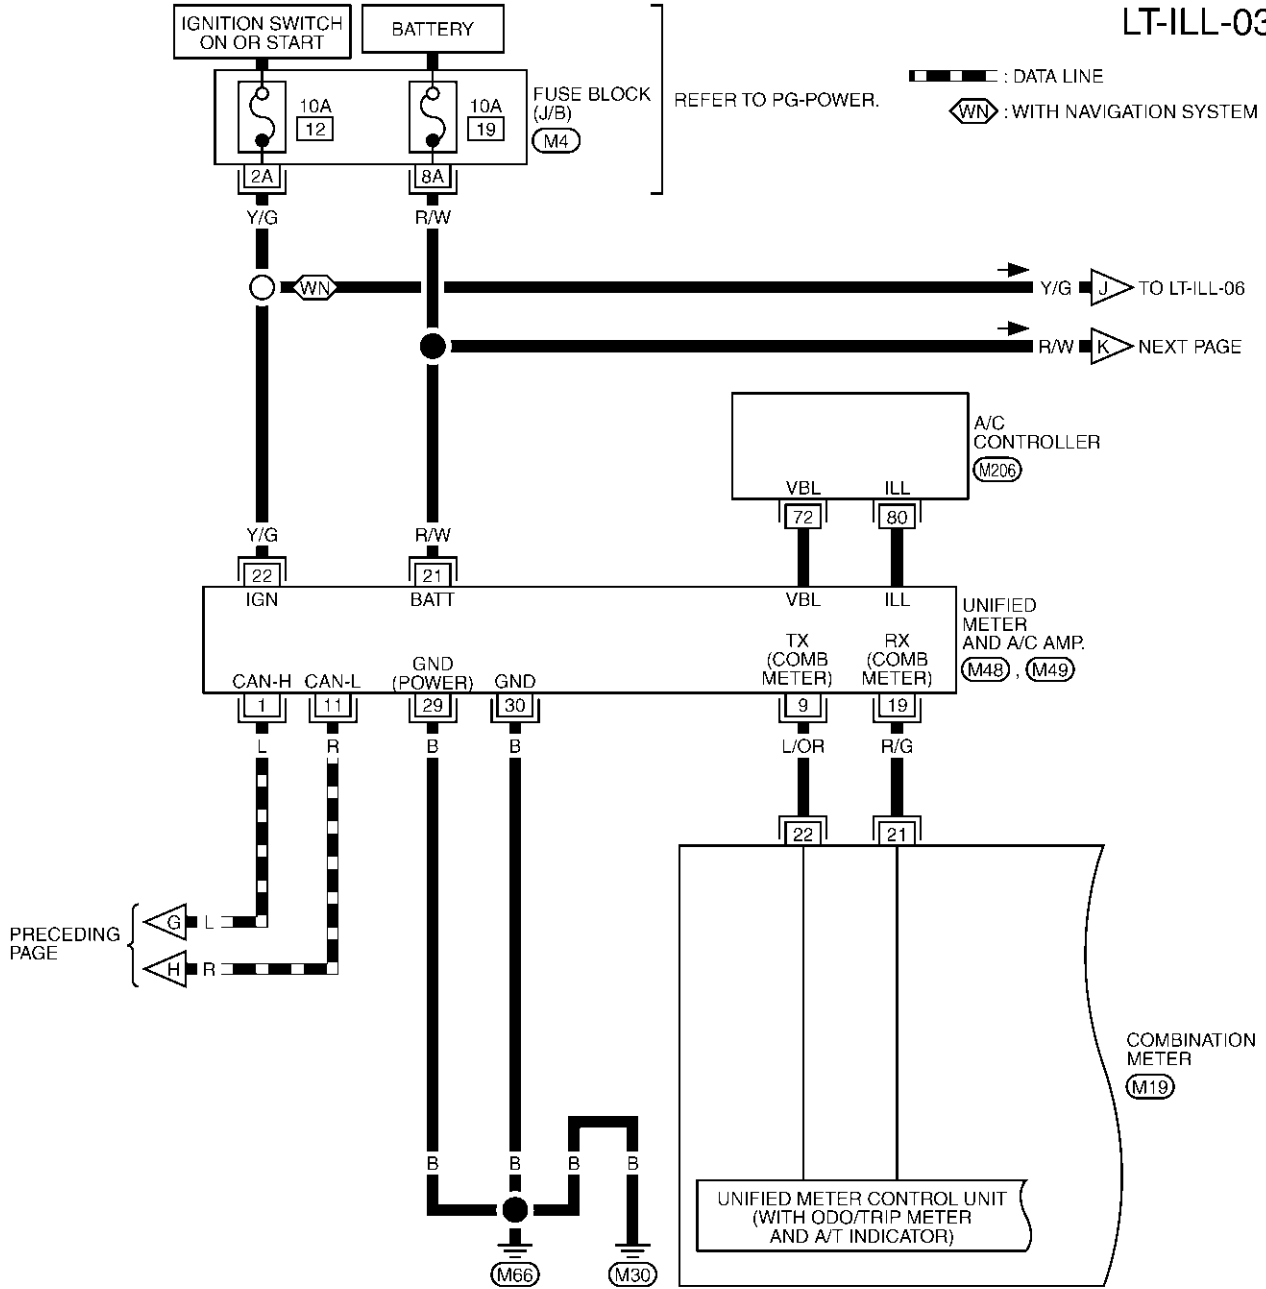 LT-ILL-03
IGNITION SWITCH
ON OR START
BATTERY
: DATA LINE
WN : WITH NAVIGATION SYSTEM
10A
12
10A
19
FUSE BLOCK
(J/B)
M4
REFER TO PG-POWER.
2A
8A
Y/G
R/W
WN
Y/G
J
TO LT-ILL-06
R/W
K
NEXT PAGE
A/C
CONTROLLER
M206
VBL
ILL
72
80
Y/G
R/W
22
21
IGN
BATT
VBL
ILL
UNIFIED
METER
AND A/C AMP.
M48 , M49
TX
(COMB
METER)
RX
(COMB
METER)
CAN-H
CAN-L
GND
(POWER)
GND
1
11
29
30
9
19
L
R
B
B
L/OR
R/G
22
21
PRECEDING
PAGE
G
L
H
R
COMBINATION
METER
M19
B
B
B
B
UNIFIED METER CONTROL UNIT
(WITH ODO/TRIP METER
AND A/T INDICATOR)
M66
M30